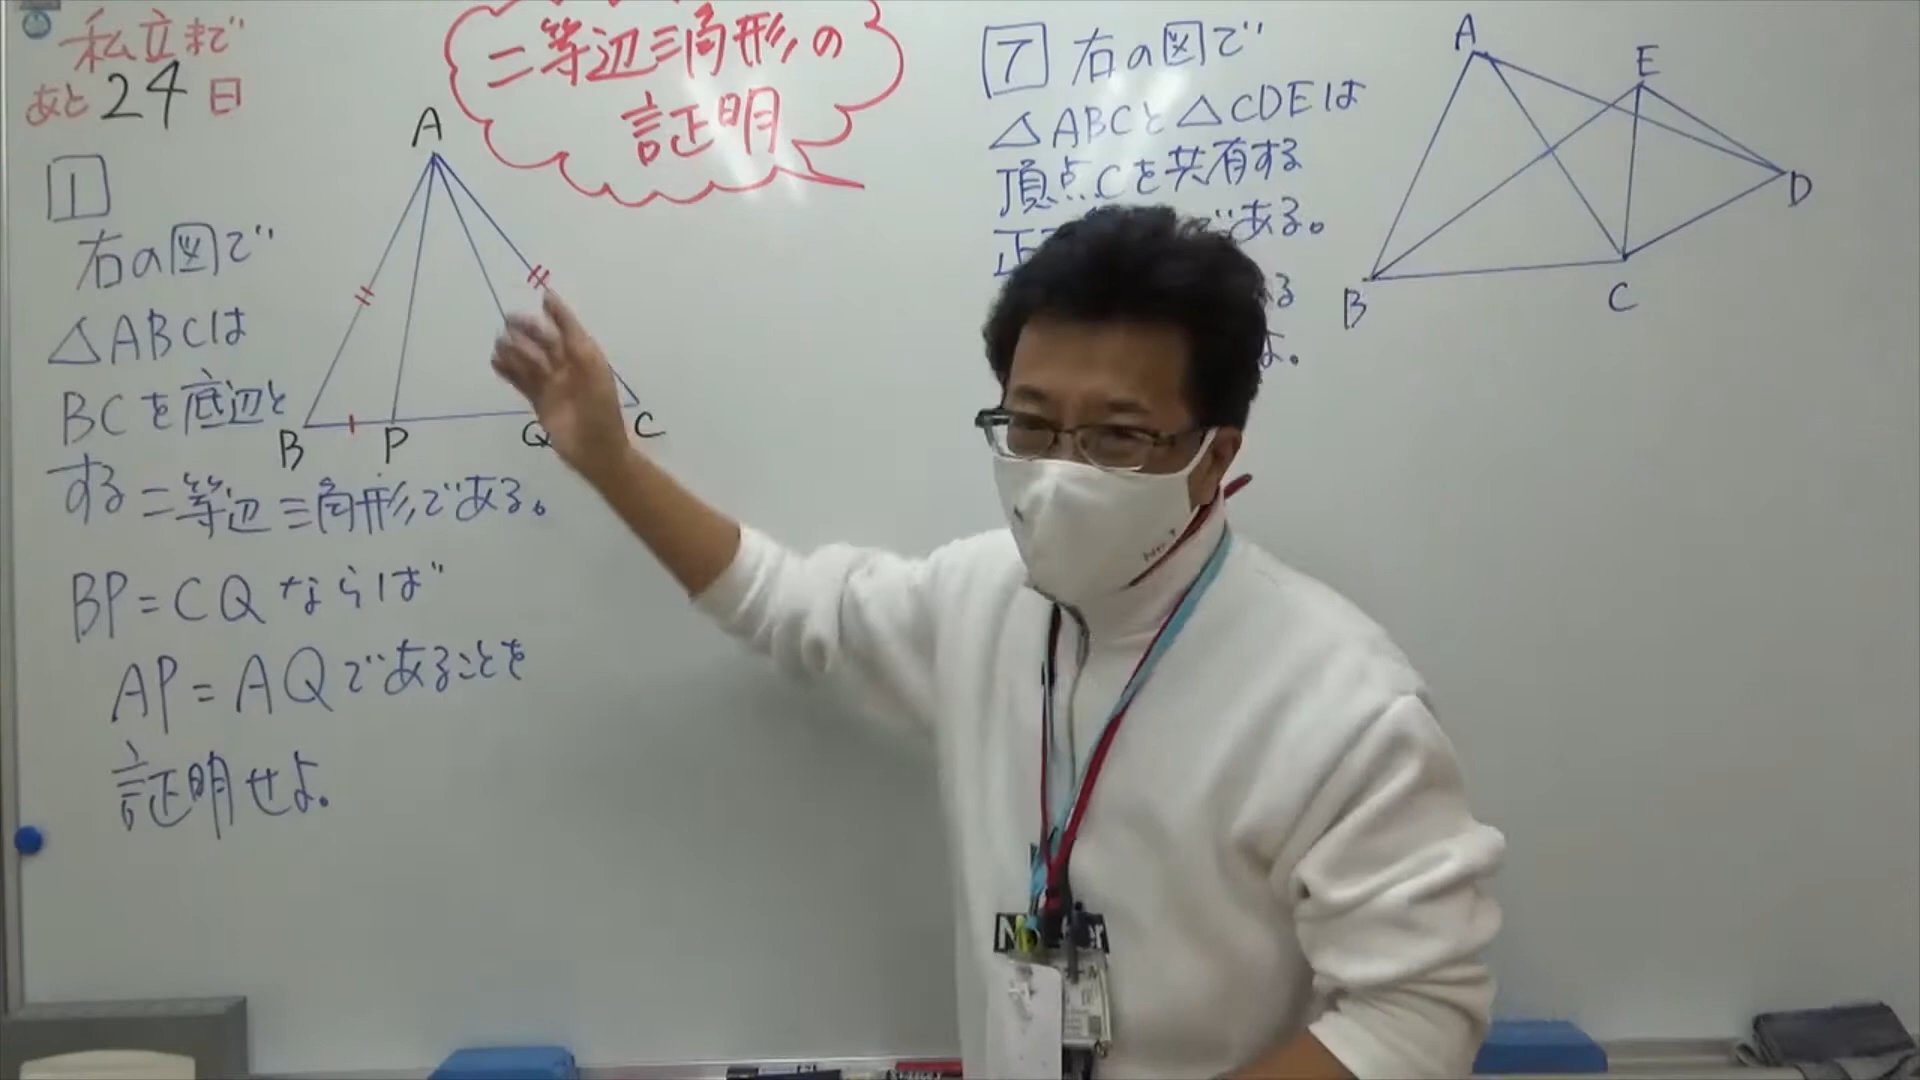 私立まで
あと24日
二等辺三角形の
証明
1
右の図で
△ABCは
BCを底辺と
する二等辺三角形である。
BP=CQならば
AP=AQであることを
証明せよ。
A
B
P
Q
C
7
右の図で
△ABCと△CDEは
頂点Cを共有する
正
である。
る
よ。
A
E
D
B
C